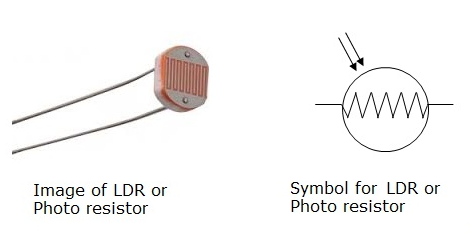 Image of LDR or
Photo resistor
Symbol for LDR or
Photo resistor